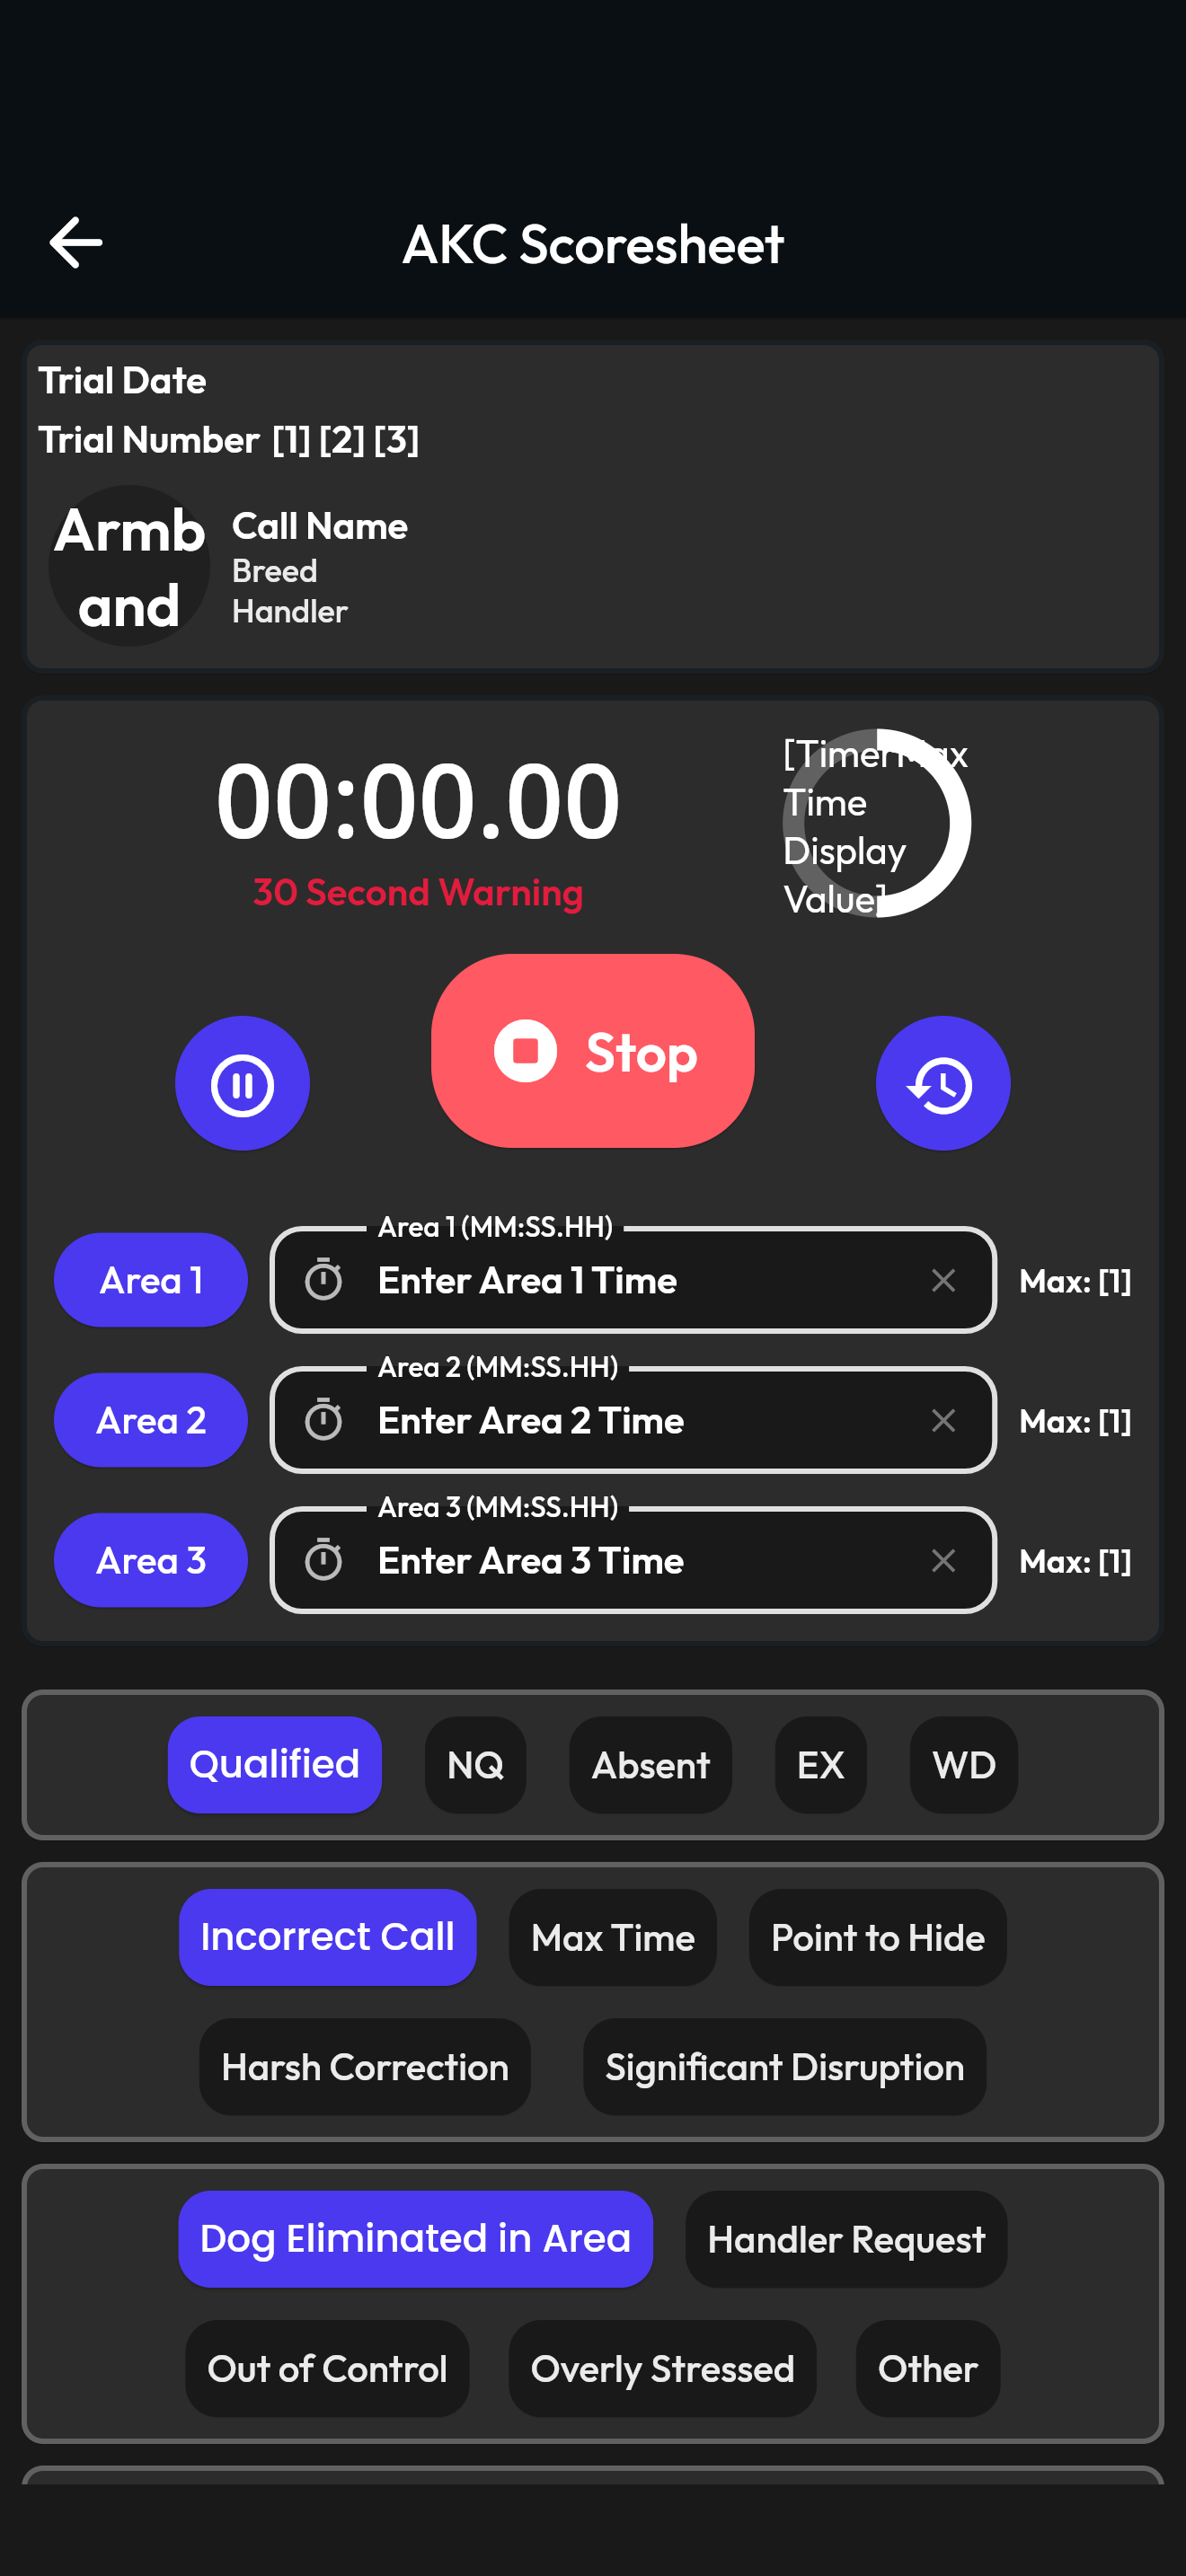 AKC Scoresheet
Trial Date
Trial Number [1] [2] [3]
Armb
and
Call Name
Breed
Handler
00:00.00
30 Second Warning
[TimerMax
Time
Display
Value]
Stop
Area 1
Area 1 (MM:SS.HH)
Enter Area 1 Time
Max: [1]
Area 2
Area 2 (MM:SS.HH)
Enter Area 2 Time
Max: [1]
Area 3
Area 3 (MM:SS.HH)
Enter Area 3 Time
Max: [1]
Qualified NQ Absent EX WD
Incorrect Call Max Time Point to Hide
Harsh Correction Significant Disruption
Dog Eliminated in Area Handler Request
Out of Control Overly Stressed Other